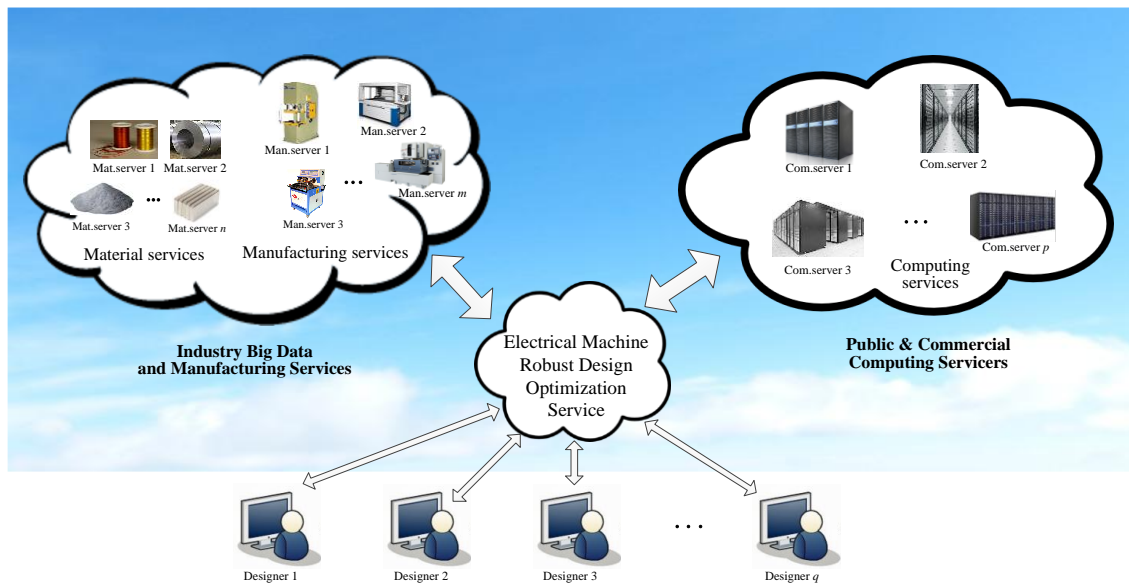 Mat.server 1
Mat.server 2
Mat.server 3
...
Mat.server n
Material services
Man.server 1
Man.server 2
Man.server 3
...
Man.server m
Manufacturing services
Industry Big Data
and Manufacturing Services
Com.server 1
Com.server 2
Com.server 3
...
Com.server p
Computing
services
Public & Commercial
Computing Servicers
Electrical Machine
Robust Design
Optimization
Service
Designer 1
Designer 2
Designer 3
...
Designer q